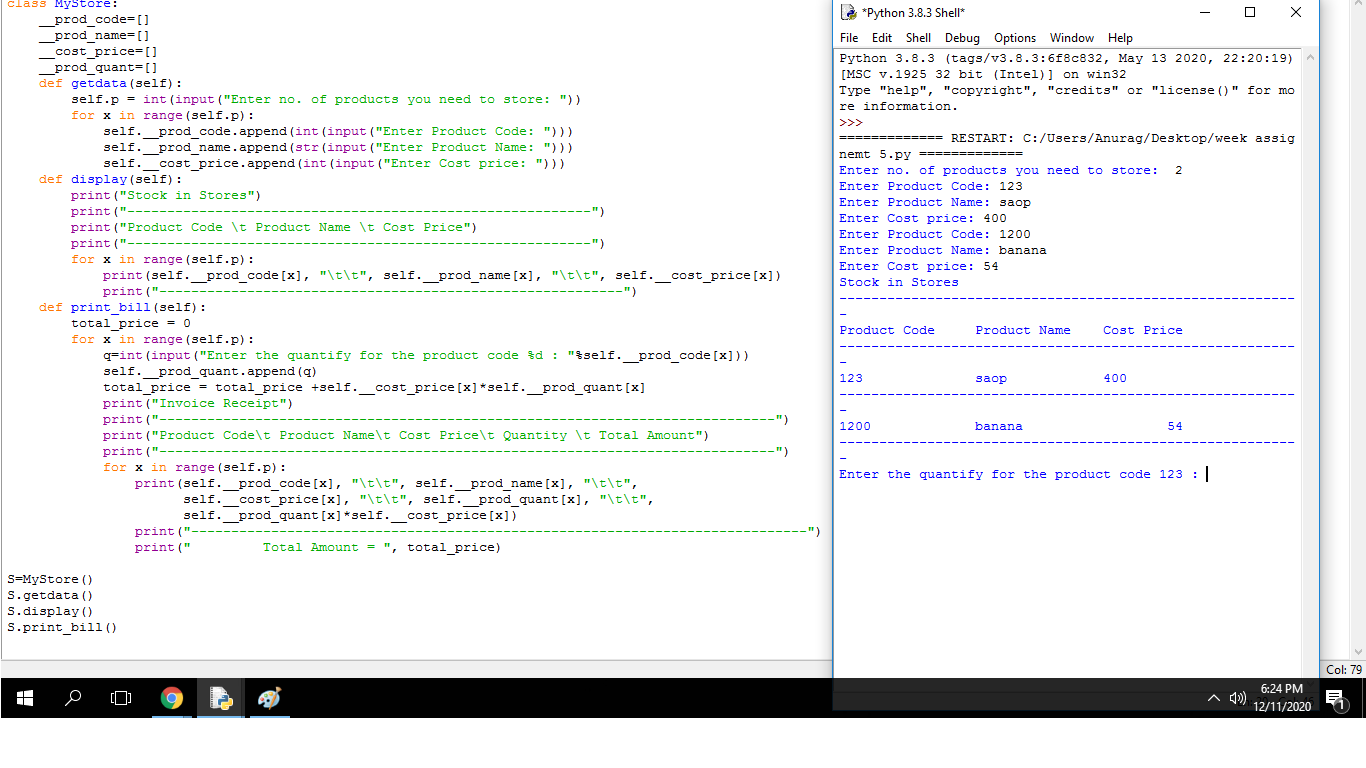 class MyStore:
    __prod_code=[]
    __prod_name=[]
    __cost_price=[]
    __prod_quant=[]
    def getdata(self):
        self.p = int(input("Enter no. of products you need to store: "))
        for x in range(self.p):
            self.__prod_code.append(int(input("Enter Product Code: ")))
            self.__prod_name.append(str(input("Enter Product Name: ")))
            self.__cost_price.append(int(input("Enter Cost price: ")))
    def display(self):
        print("Stock in Stores")
        print("----------------------------------------------------------")
        print("Product Code \t Product Name \t Cost Price")
        print("----------------------------------------------------------")
        for x in range(self.p):
            print(self.__prod_code[x], "\t\t", self.__prod_name[x], "\t\t", self.__cost_price[x])
            print("----------------------------------------------------------")
    def print_bill(self):
        total_price = 0
        for x in range(self.p):
            q=int(input("Enter the quantify for the product code %d : "%self.__prod_code[x]))
            self.__prod_quant.append(q)
            total_price = total_price +self.__cost_price[x]*self.__prod_quant[x]
            print("Invoice Receipt")
            print("-----------------------------------------------------------------------------")
            print("Product Code\t Product Name\t Cost Price\t Quantity \t Total Amount")
            print("-----------------------------------------------------------------------------")
            for x in range(self.p):
                print(self.__prod_code[x], "\t\t", self.__prod_name[x], "\t\t",
                      self.__cost_price[x], "\t\t", self.__prod_quant[x], "\t\t",
                      self.__prod_quant[x]*self.__cost_price[x])
                print("-----------------------------------------------------------------------------")
                print("         Total Amount = ", total_price)
S=MyStore()
S.getdata()
S.display()
S.print_bill()
*Python 3.8.3 Shell*
File Edit Shell Debug Options Window Help
Python 3.8.3 (tags/v3.8.3:6f8c832, May 13 2020, 22:20:19)
[MSC v.1925 32 bit (Intel)] on win32
Type "help", "copyright", "credits" or "license()" for mo
re information.
>>>
============= RESTART: C:/Users/Anurag/Desktop/week assig
nemt 5.py =============
Enter no. of products you need to store:  2
Enter Product Code: 123
Enter Product Name: saop
Enter Cost price: 400
Enter Product Code: 1200
Enter Product Name: banana
Enter Cost price: 54
Stock in Stores
---------------------------------------------------------
-
Product Code     Product Name    Cost Price
---------------------------------------------------------
-
123              saop            400
---------------------------------------------------------
-
1200             banana                  54
---------------------------------------------------------
-
Enter the quantify for the product code 123 :
Col: 79
6:24 PM
12/11/2020
1